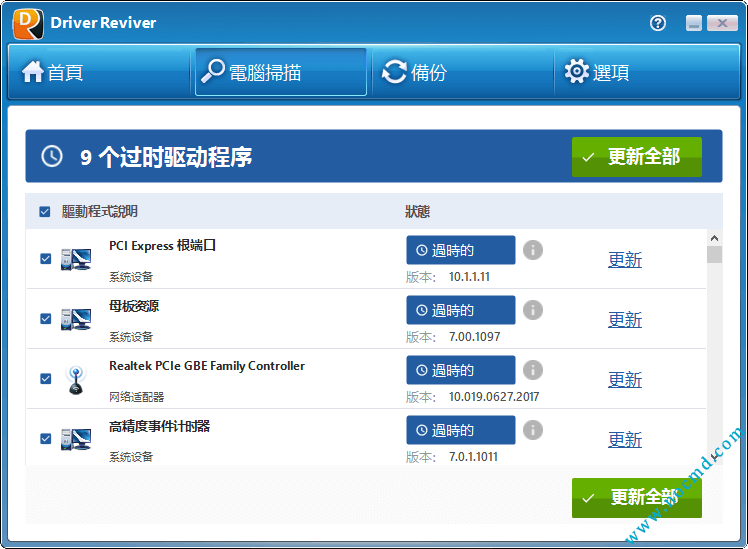 Driver Reviver
首頁
電腦掃描
備份
選項
9 个过时驱动程序
更新全部
驅動程式說明
狀態
PCI Express 根端口
過時的
更新
系统设备
版本: 10.1.1.11
母板资源
過時的
更新
系统设备
版本: 7.00.1097
Realtek PCIe GBE Family Controller
過時的
更新
网络适配器
版本: 10.019.0627.2017
高精度事件计时器
過時的
更新
系统设备
版本: 7.0.1.1011
更新全部